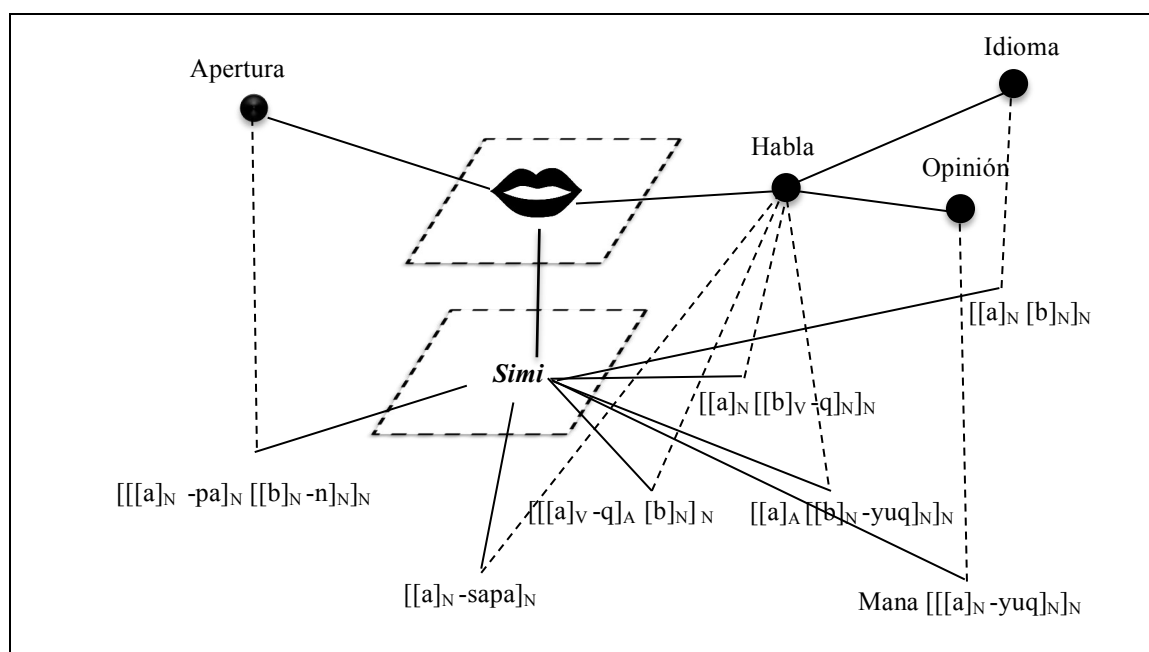 Idioma
Apertura
Habla
Opinión
[[a]N [b]N]N
Simi
[[a]N [[b]V -q]N]N
[[[a]N -pa]N [[b]N -n]N]N
[[[a]V -q]A [b]N] N
[[a]A [[b]N -yuq]N]N
[[a]N -sapa]N
Mana [[[a]N -yuq]N]N